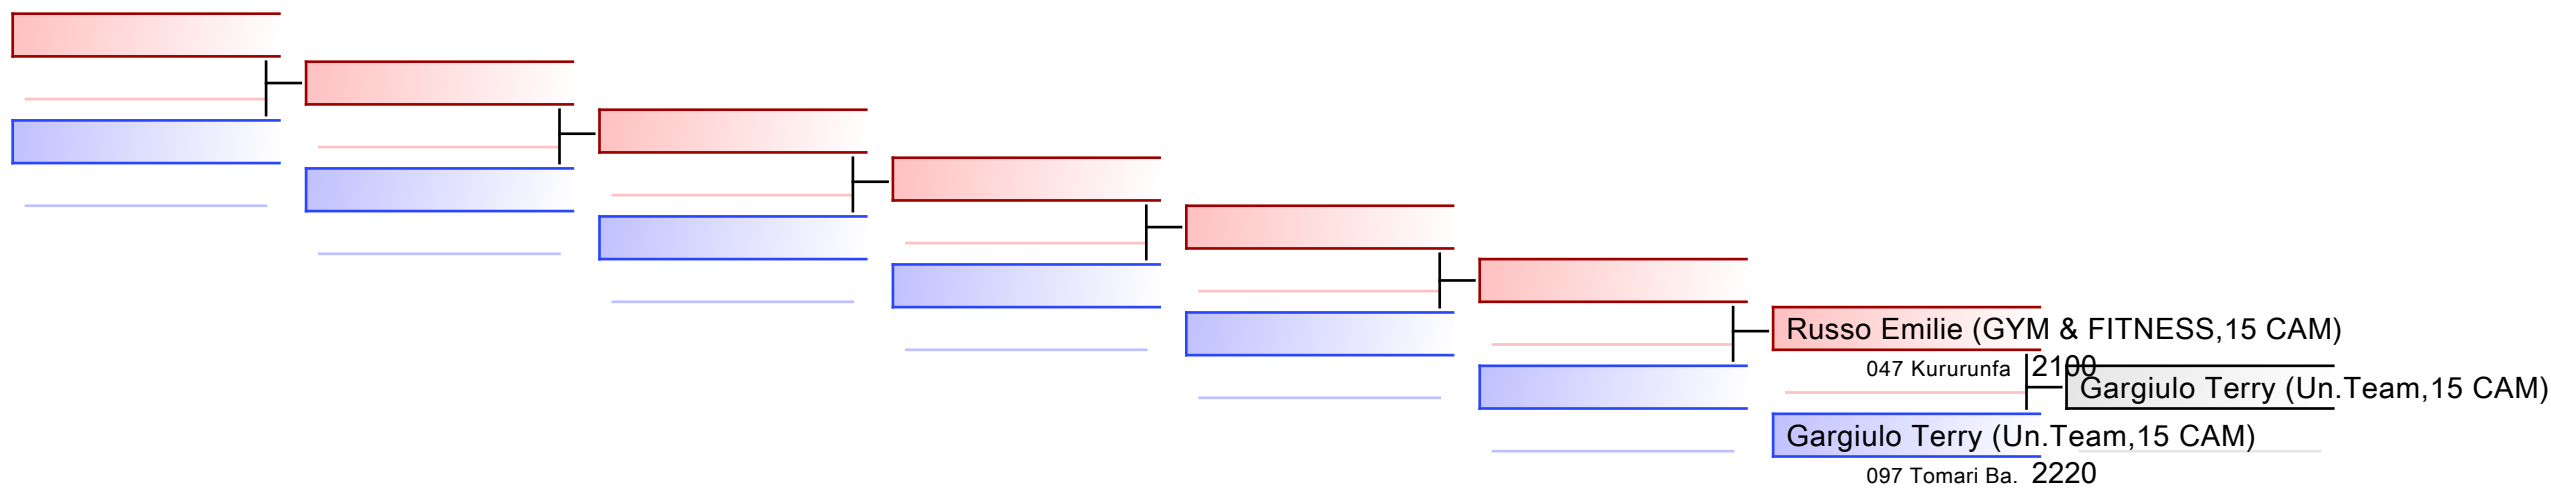 Russo Emilie (GYM & FITNESS,15 CAM)
047 Kururunfa 2100
Gargiulo Terry (Un.Team,15 CAM)
Gargiulo Terry (Un.Team,15 CAM)
097 Tomari Ba. 2220